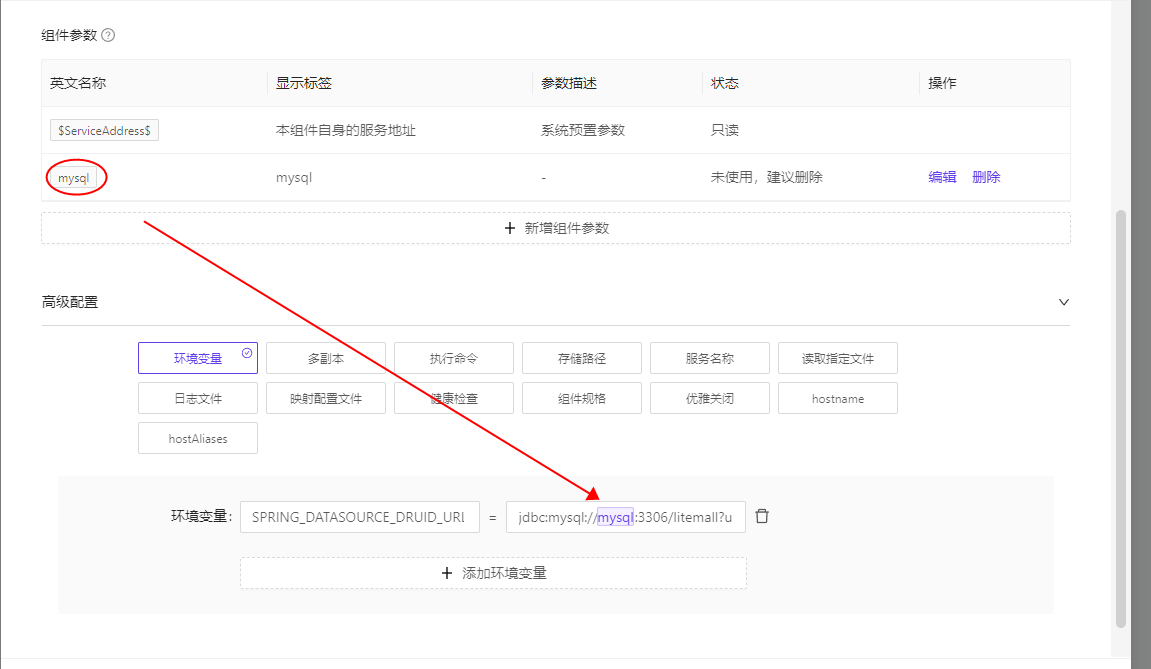 组件参数
英文名称 显示标签 参数描述 状态 操作
$ServiceAddress$ 本组件自身的服务地址 系统预置参数 只读
mysql mysql - 未使用，建议删除 编辑 删除
+ 新增组件参数
高级配置
环境变量 多副本 执行命令 存储路径 服务名称 读取指定文件
日志文件 映射配置文件 健康检查 组件规格 优雅关闭 hostname
hostAliases
环境变量: SPRING_DATASOURCE_DRUID_URL = jdbc:mysql://mysql:3306/litemall?u
+ 添加环境变量